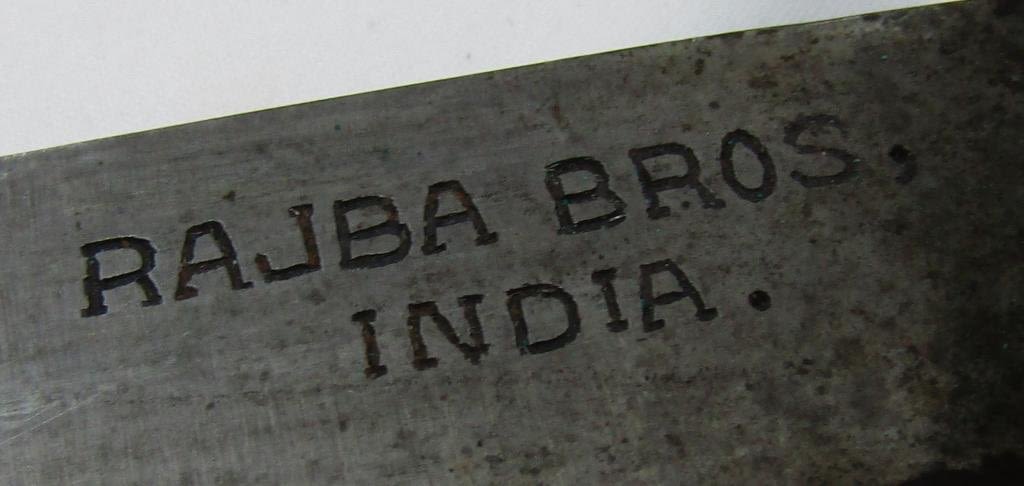 RAJBA BROS,
INDIA.